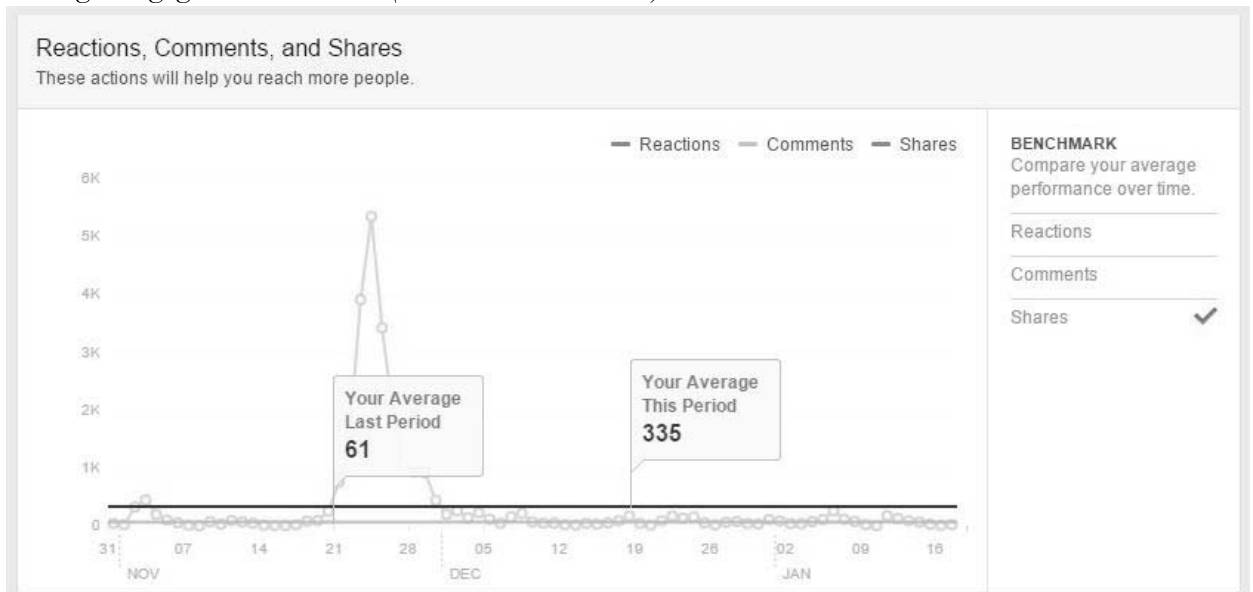 Reactions, Comments, and Shares
These actions will help you reach more people.
Reactions Comments Shares
BENCHMARK
Compare your average
performance over time.
Reactions
Comments
Shares
6K
5K
4K
3K
2K
1K
0
Your Average
Last Period
61
Your Average
This Period
335
31 07 14 21 28 05 12 19 26 02 09 16
NOV DEC JAN